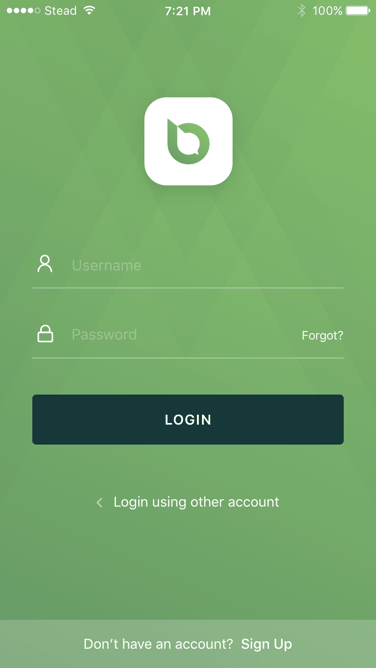 Stead 7:21 PM 100%
Username
Password Forgot?
LOGIN
Login using other account
Don't have an account? Sign Up